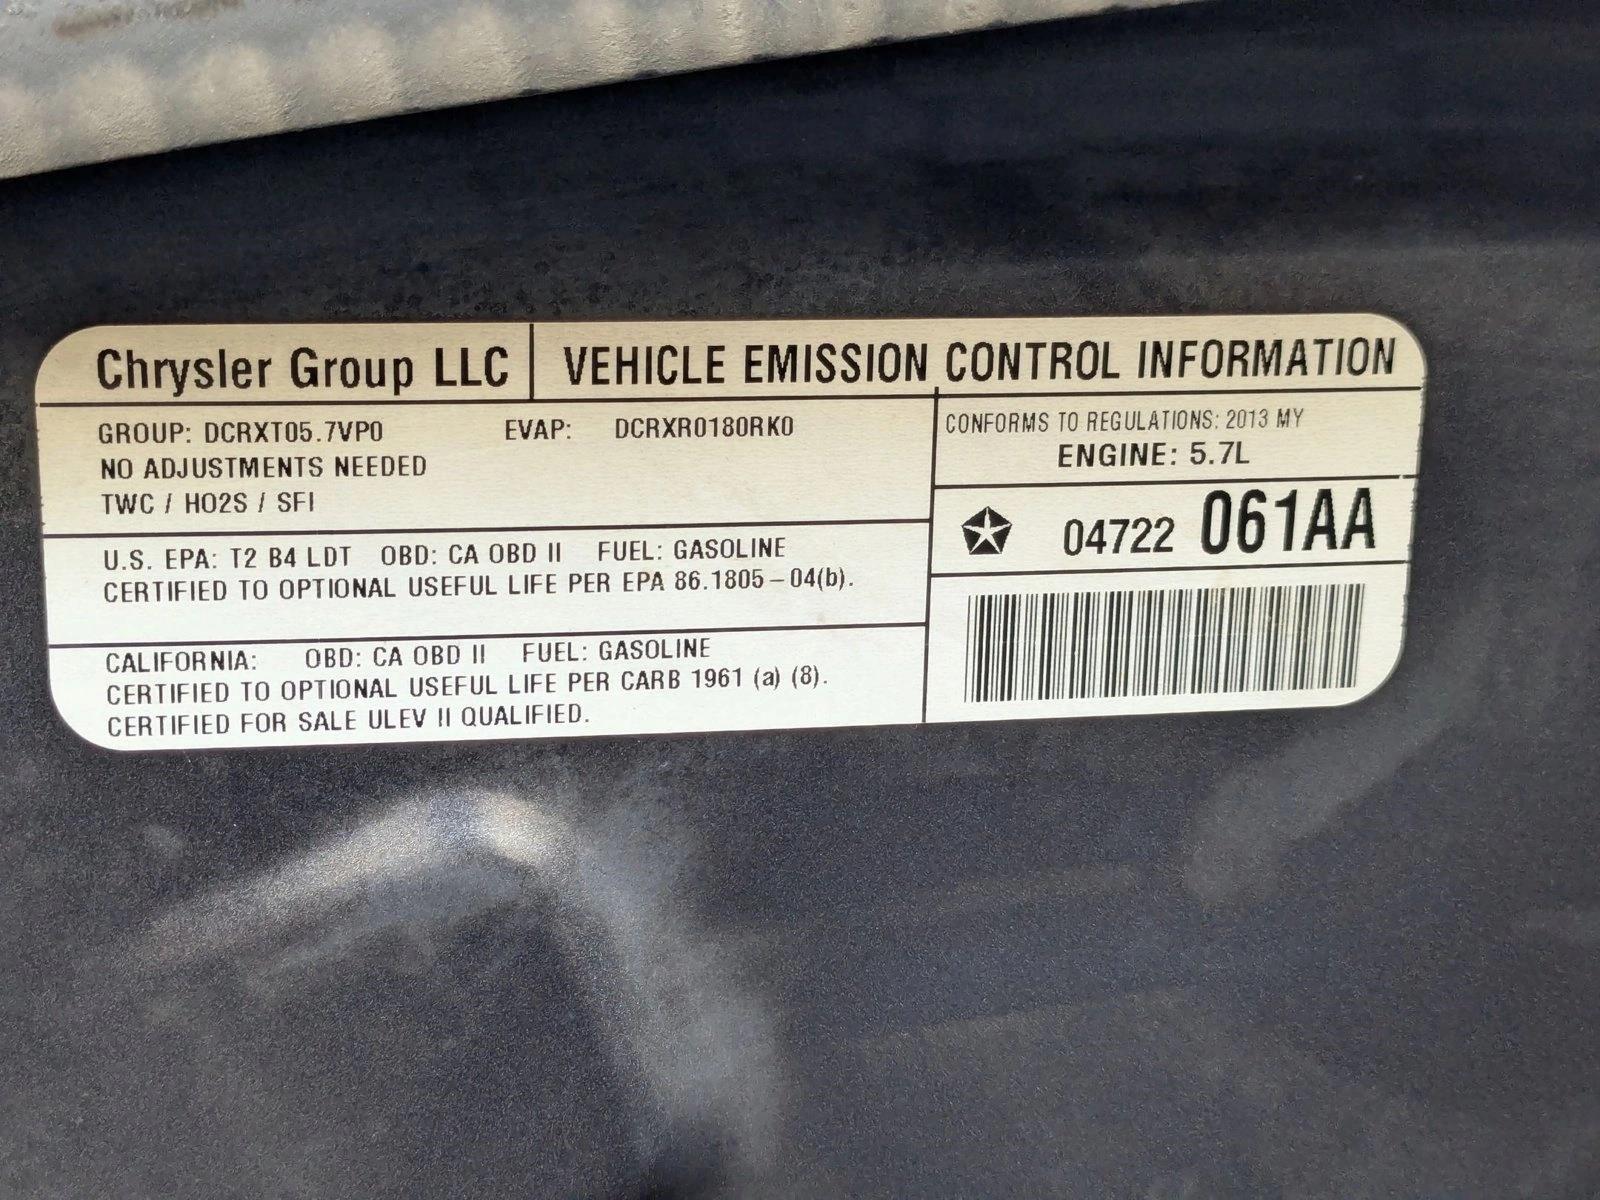 Chrysler Group LLC
VEHICLE EMISSION CONTROL INFORMATION
GROUP: DCRXT05.7VP0 EVAP: DCRXR0180RK0
NO ADJUSTMENTS NEEDED
TWC / HO2S / SFI
CONFORMS TO REGULATIONS: 2013 MY
ENGINE: 5.7L
04722 061AA
U.S. EPA: T2 B4 LDT OBD: CA OBD II FUEL: GASOLINE
CERTIFIED TO OPTIONAL USEFUL LIFE PER EPA 86.1805-04(b).
CALIFORNIA: OBD: CA OBD II FUEL: GASOLINE
CERTIFIED TO OPTIONAL USEFUL LIFE PER CARB 1961 (a) (8).
CERTIFIED FOR SALE ULEV II QUALIFIED.